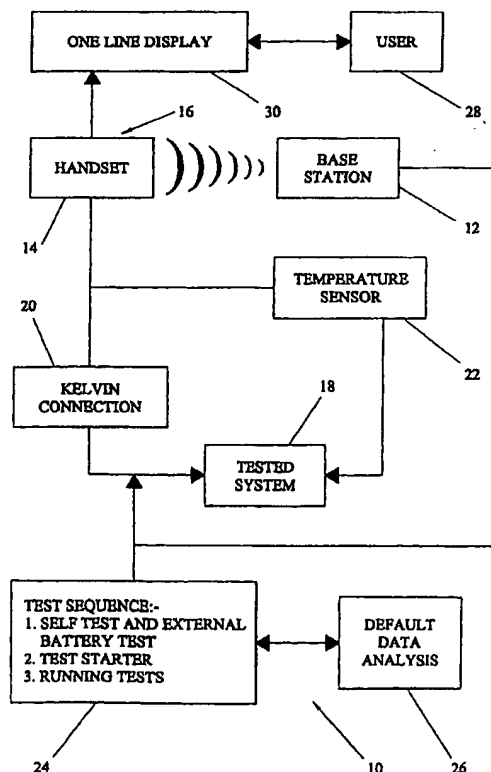 ONE LINE DISPLAY
USER
30
28
16
HANDSET
BASE
STATION
14
12
TEMPERATURE
SENSOR
20
22
KELVIN
CONNECTION
18
TESTED
SYSTEM
TEST SEQUENCE:-
1. SELF TEST AND EXTERNAL
BATTERY TEST
2. TEST STARTER
3. RUNNING TESTS
DEFAULT
DATA
ANALYSIS
24
10
26